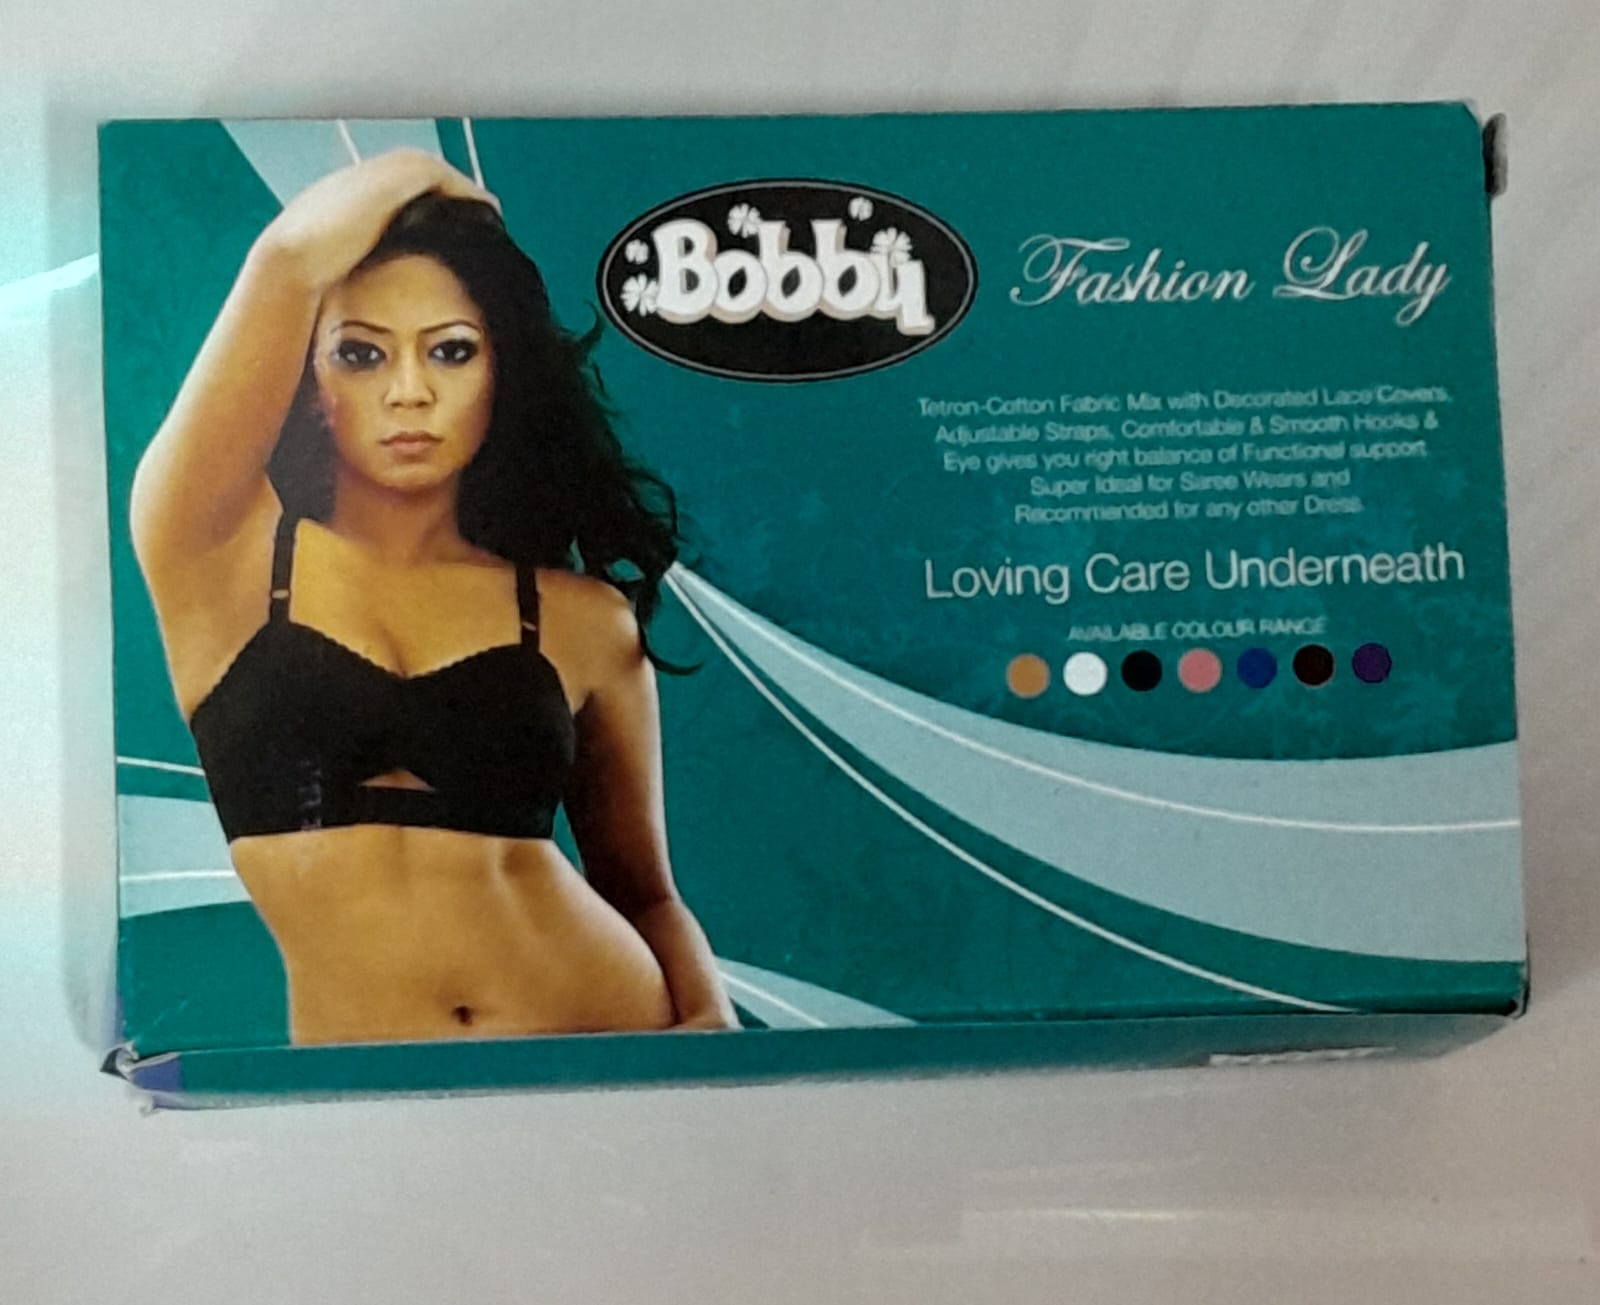 Bobby
Fashion Lady
Tetron-Cotton Fabric Mix with Decorated Lace Covers,
Adjustable Straps, Comfortable & Smooth Hooks &
Eye gives you right balance of Functional support
Super Ideal for Saree Wears and
Recommended for any other Dress.
Loving Care Underneath
AVAILABLE COLOUR RANGE